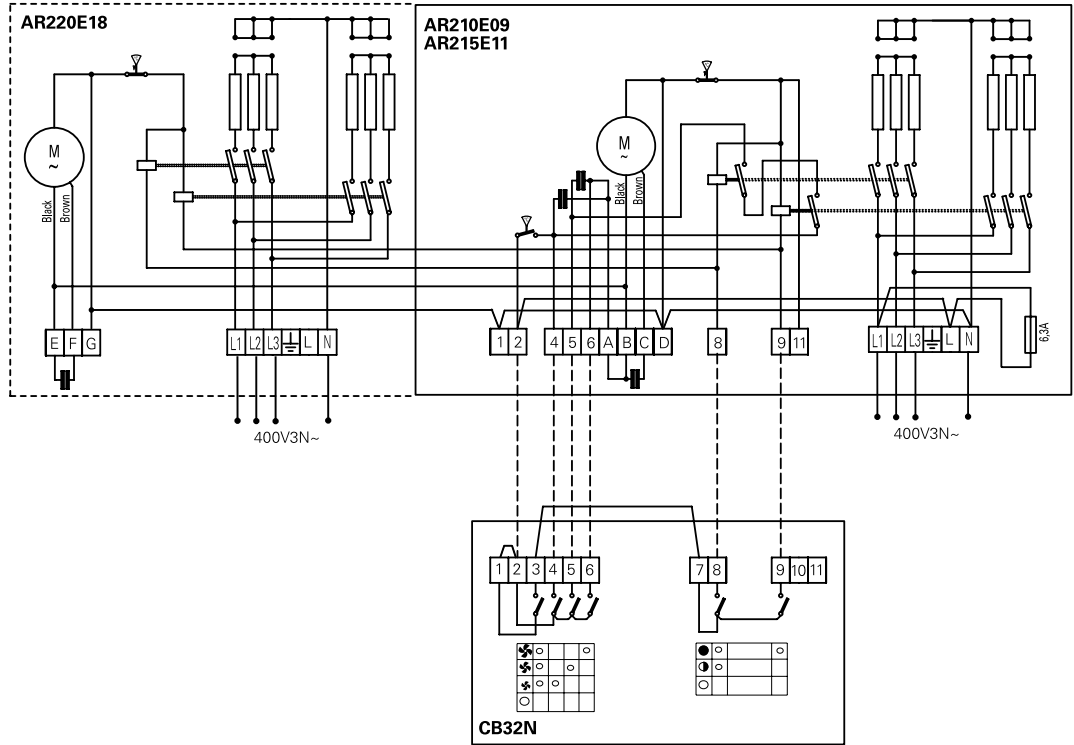 AR220E18
AR210E09
AR215E11
M
~
Black
Brown
M
~
Black
Brown
E F G
L1 L2 L3 L N
1 2
4 5 6 A B C D
8
9 11
L1 L2 L3 L N
6,3A
400V3N~
400V3N~
1 2 3 4 5 6
7 8
9 10 11
CB32N